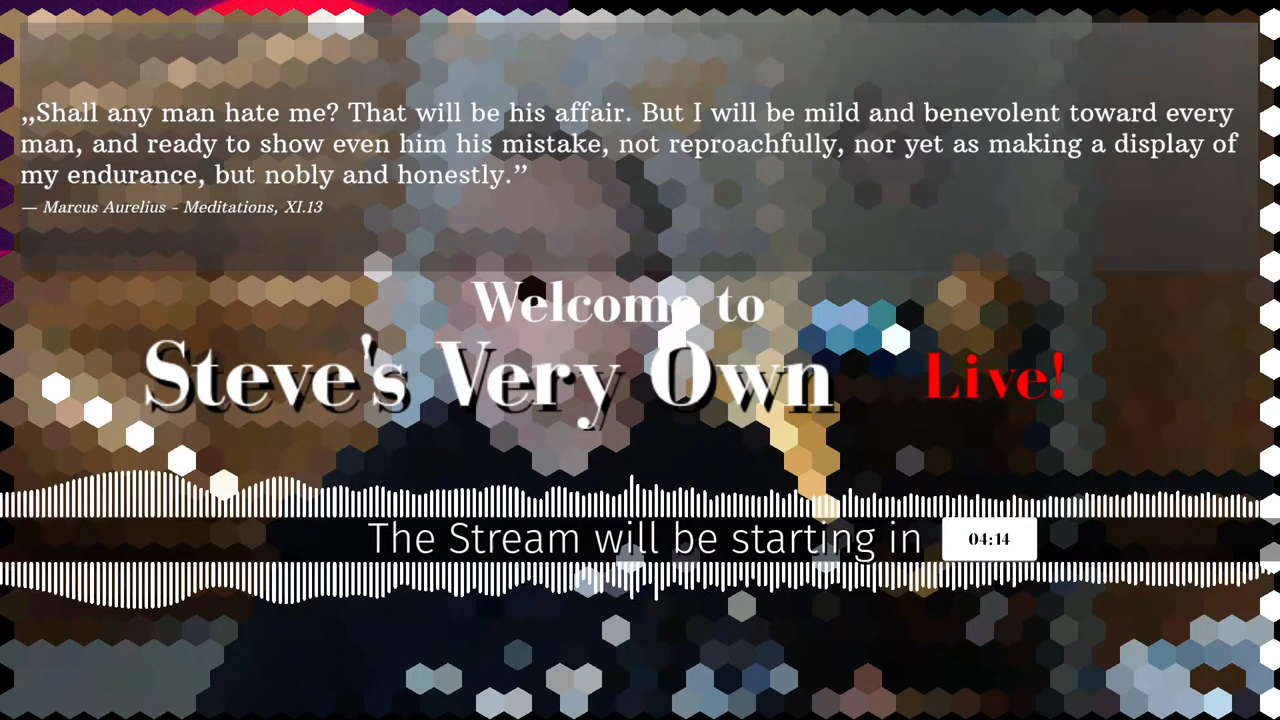 „Shall any man hate me? That will be his affair. But I will be mild and benevolent toward every
man, and ready to show even him his mistake, not reproachfully, nor yet as making a display of
my endurance, but nobly and honestly.”
— Marcus Aurelius - Meditations, XI.13
Welcome to
Steve's Very Own Live!
The Stream will be starting in 04:14